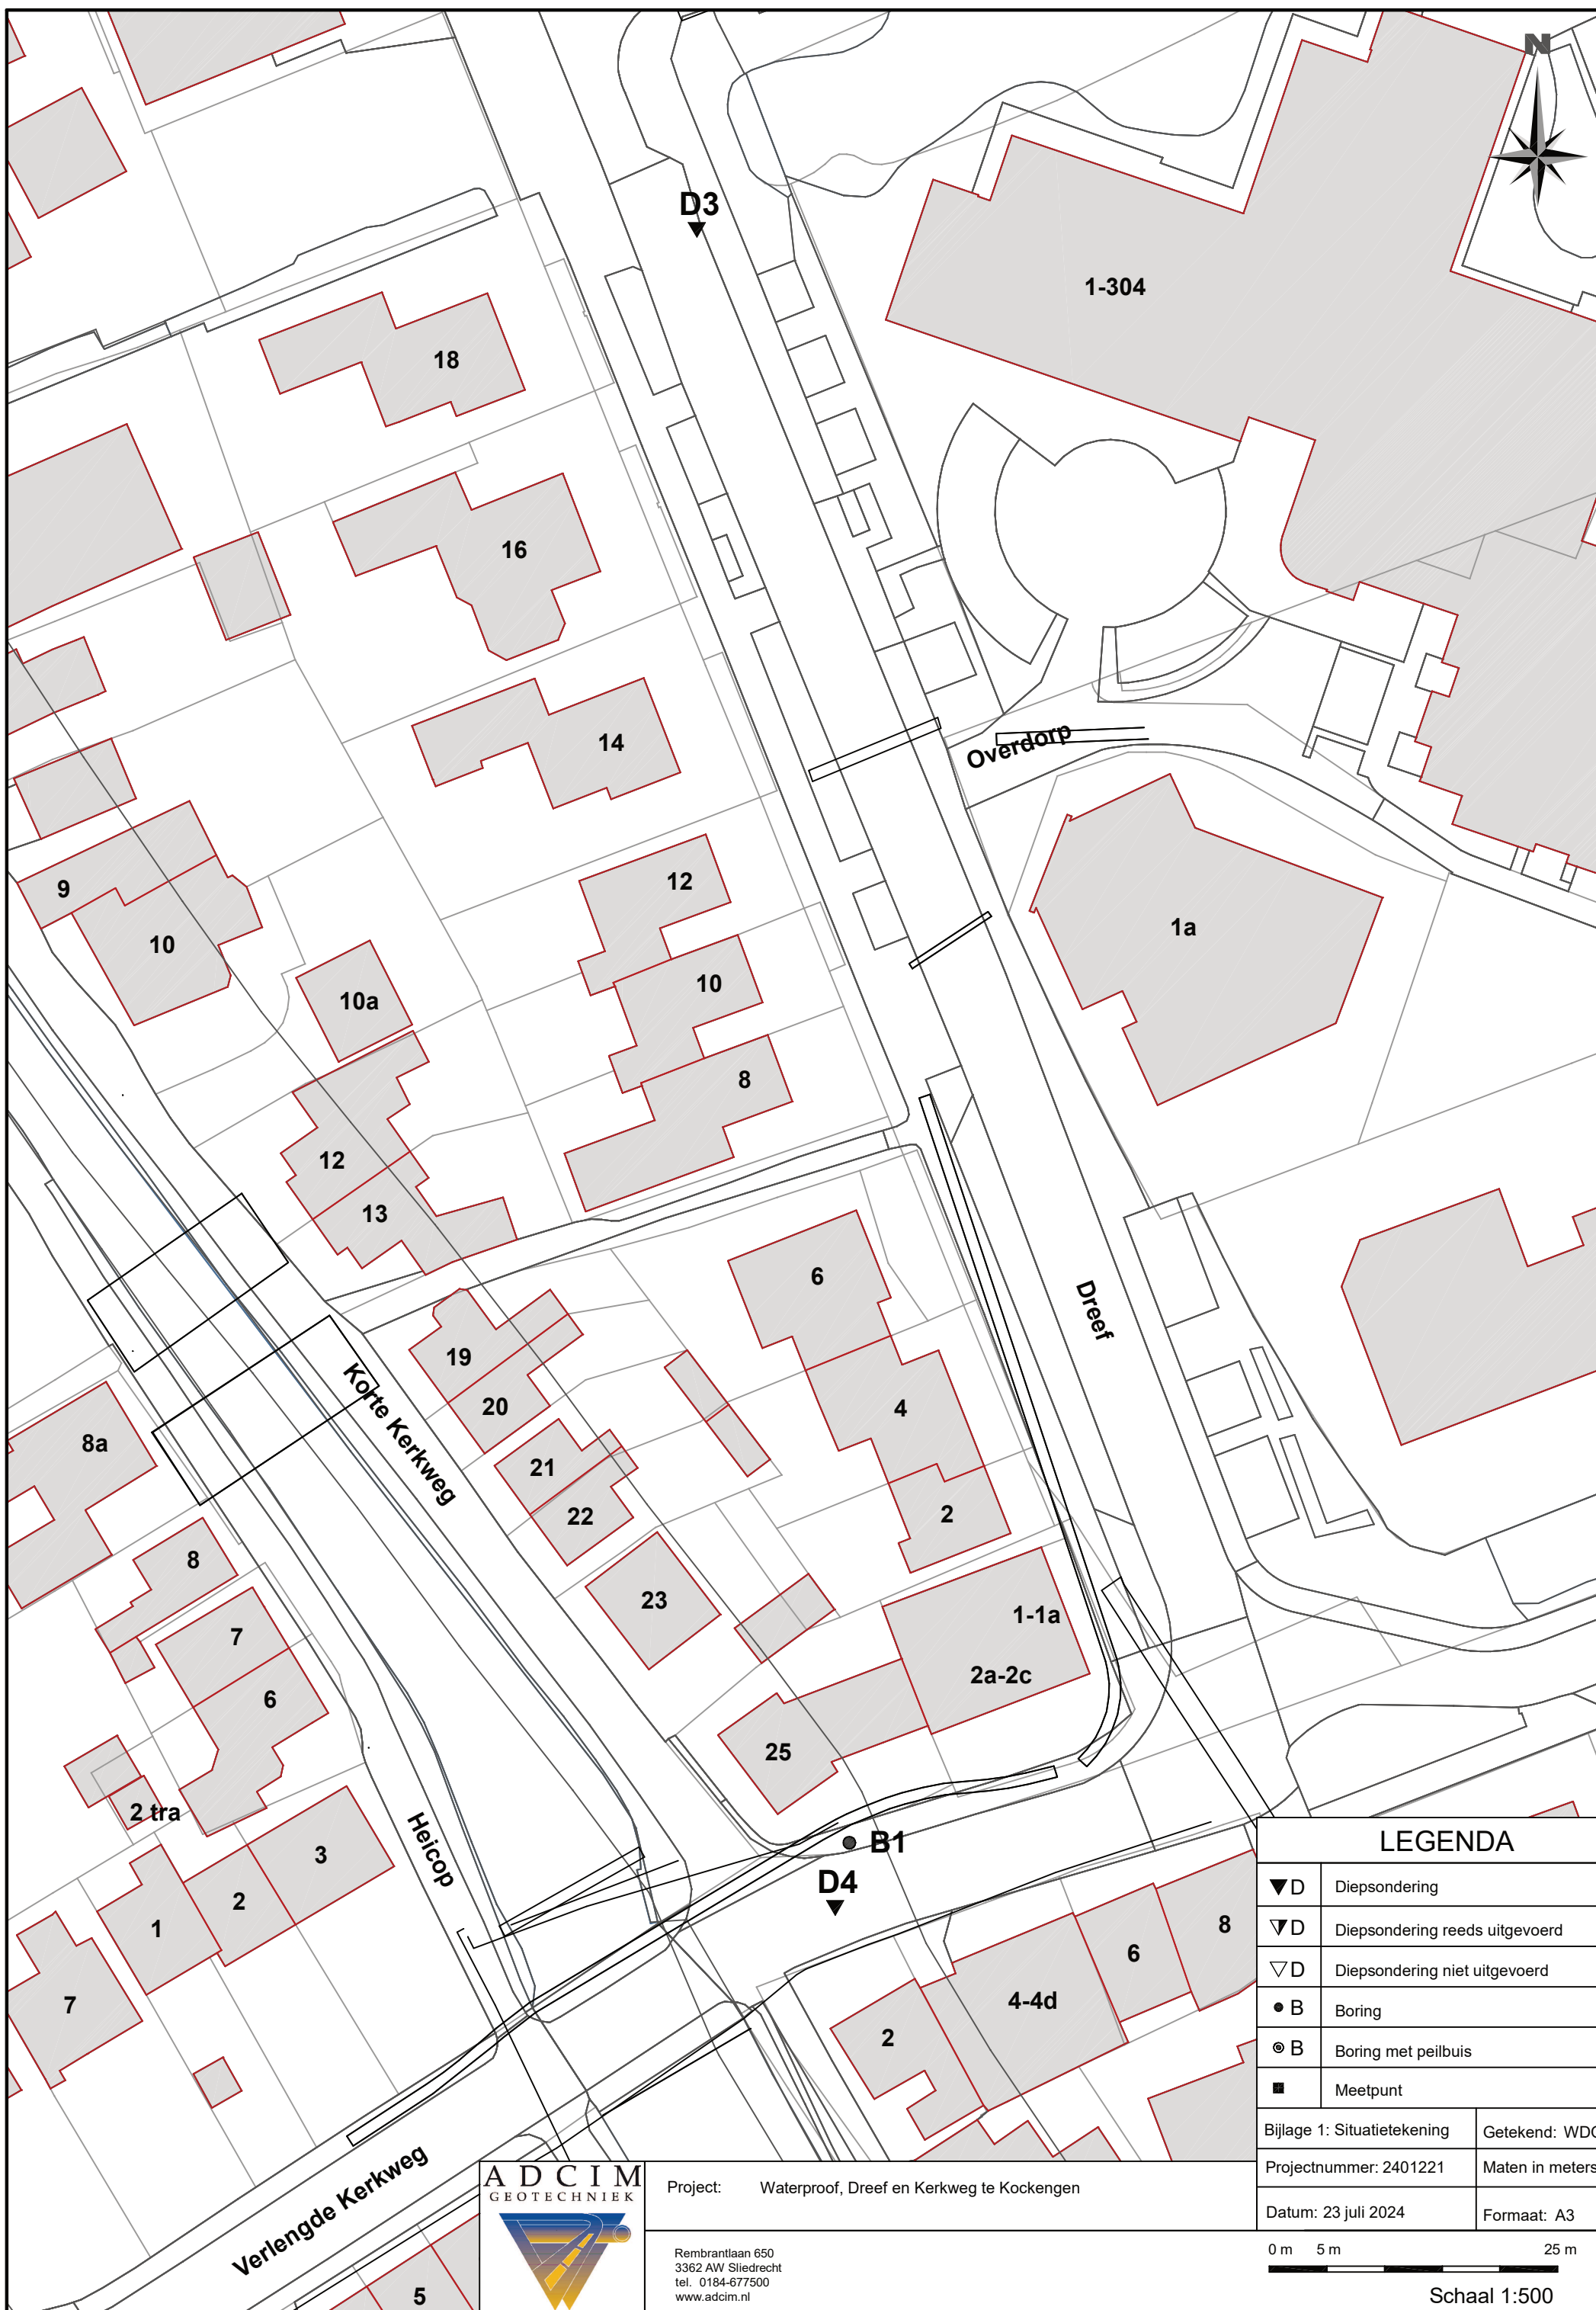 N
D3
1-304
18
16
14
Overdorp
12
9
10
1a
10
10a
8
12
13
6
Dreef
19
4
Korte Kerkweg
20
8a
21
2
22
8
23
1-1a
7
2a-2c
6
25
2 tra
Heicop
B1
3
D4
2
1
8
6
7
4-4d
2
Verlengde Kerkweg
5
LEGENDA
D Diepsondering
D Diepsondering reeds uitgevoerd
D Diepsondering niet uitgevoerd
B Boring
B Boring met peilbuis
Meetpunt
Bijlage 1: Situatietekening
Projectnummer: 2401221 Maten in meters
Datum: 23 juli 2024 Formaat: A3
Getekend:
ADCIM
GEOTECHNIEK
Project: Waterproof, Dreef en Kerkweg te Kockengen
Rembrantlaan 650
3362 AW Sliedrecht
tel. 0184-677500
www.adcim.nl
0 m 5 m 25 m
Schaal 1:500